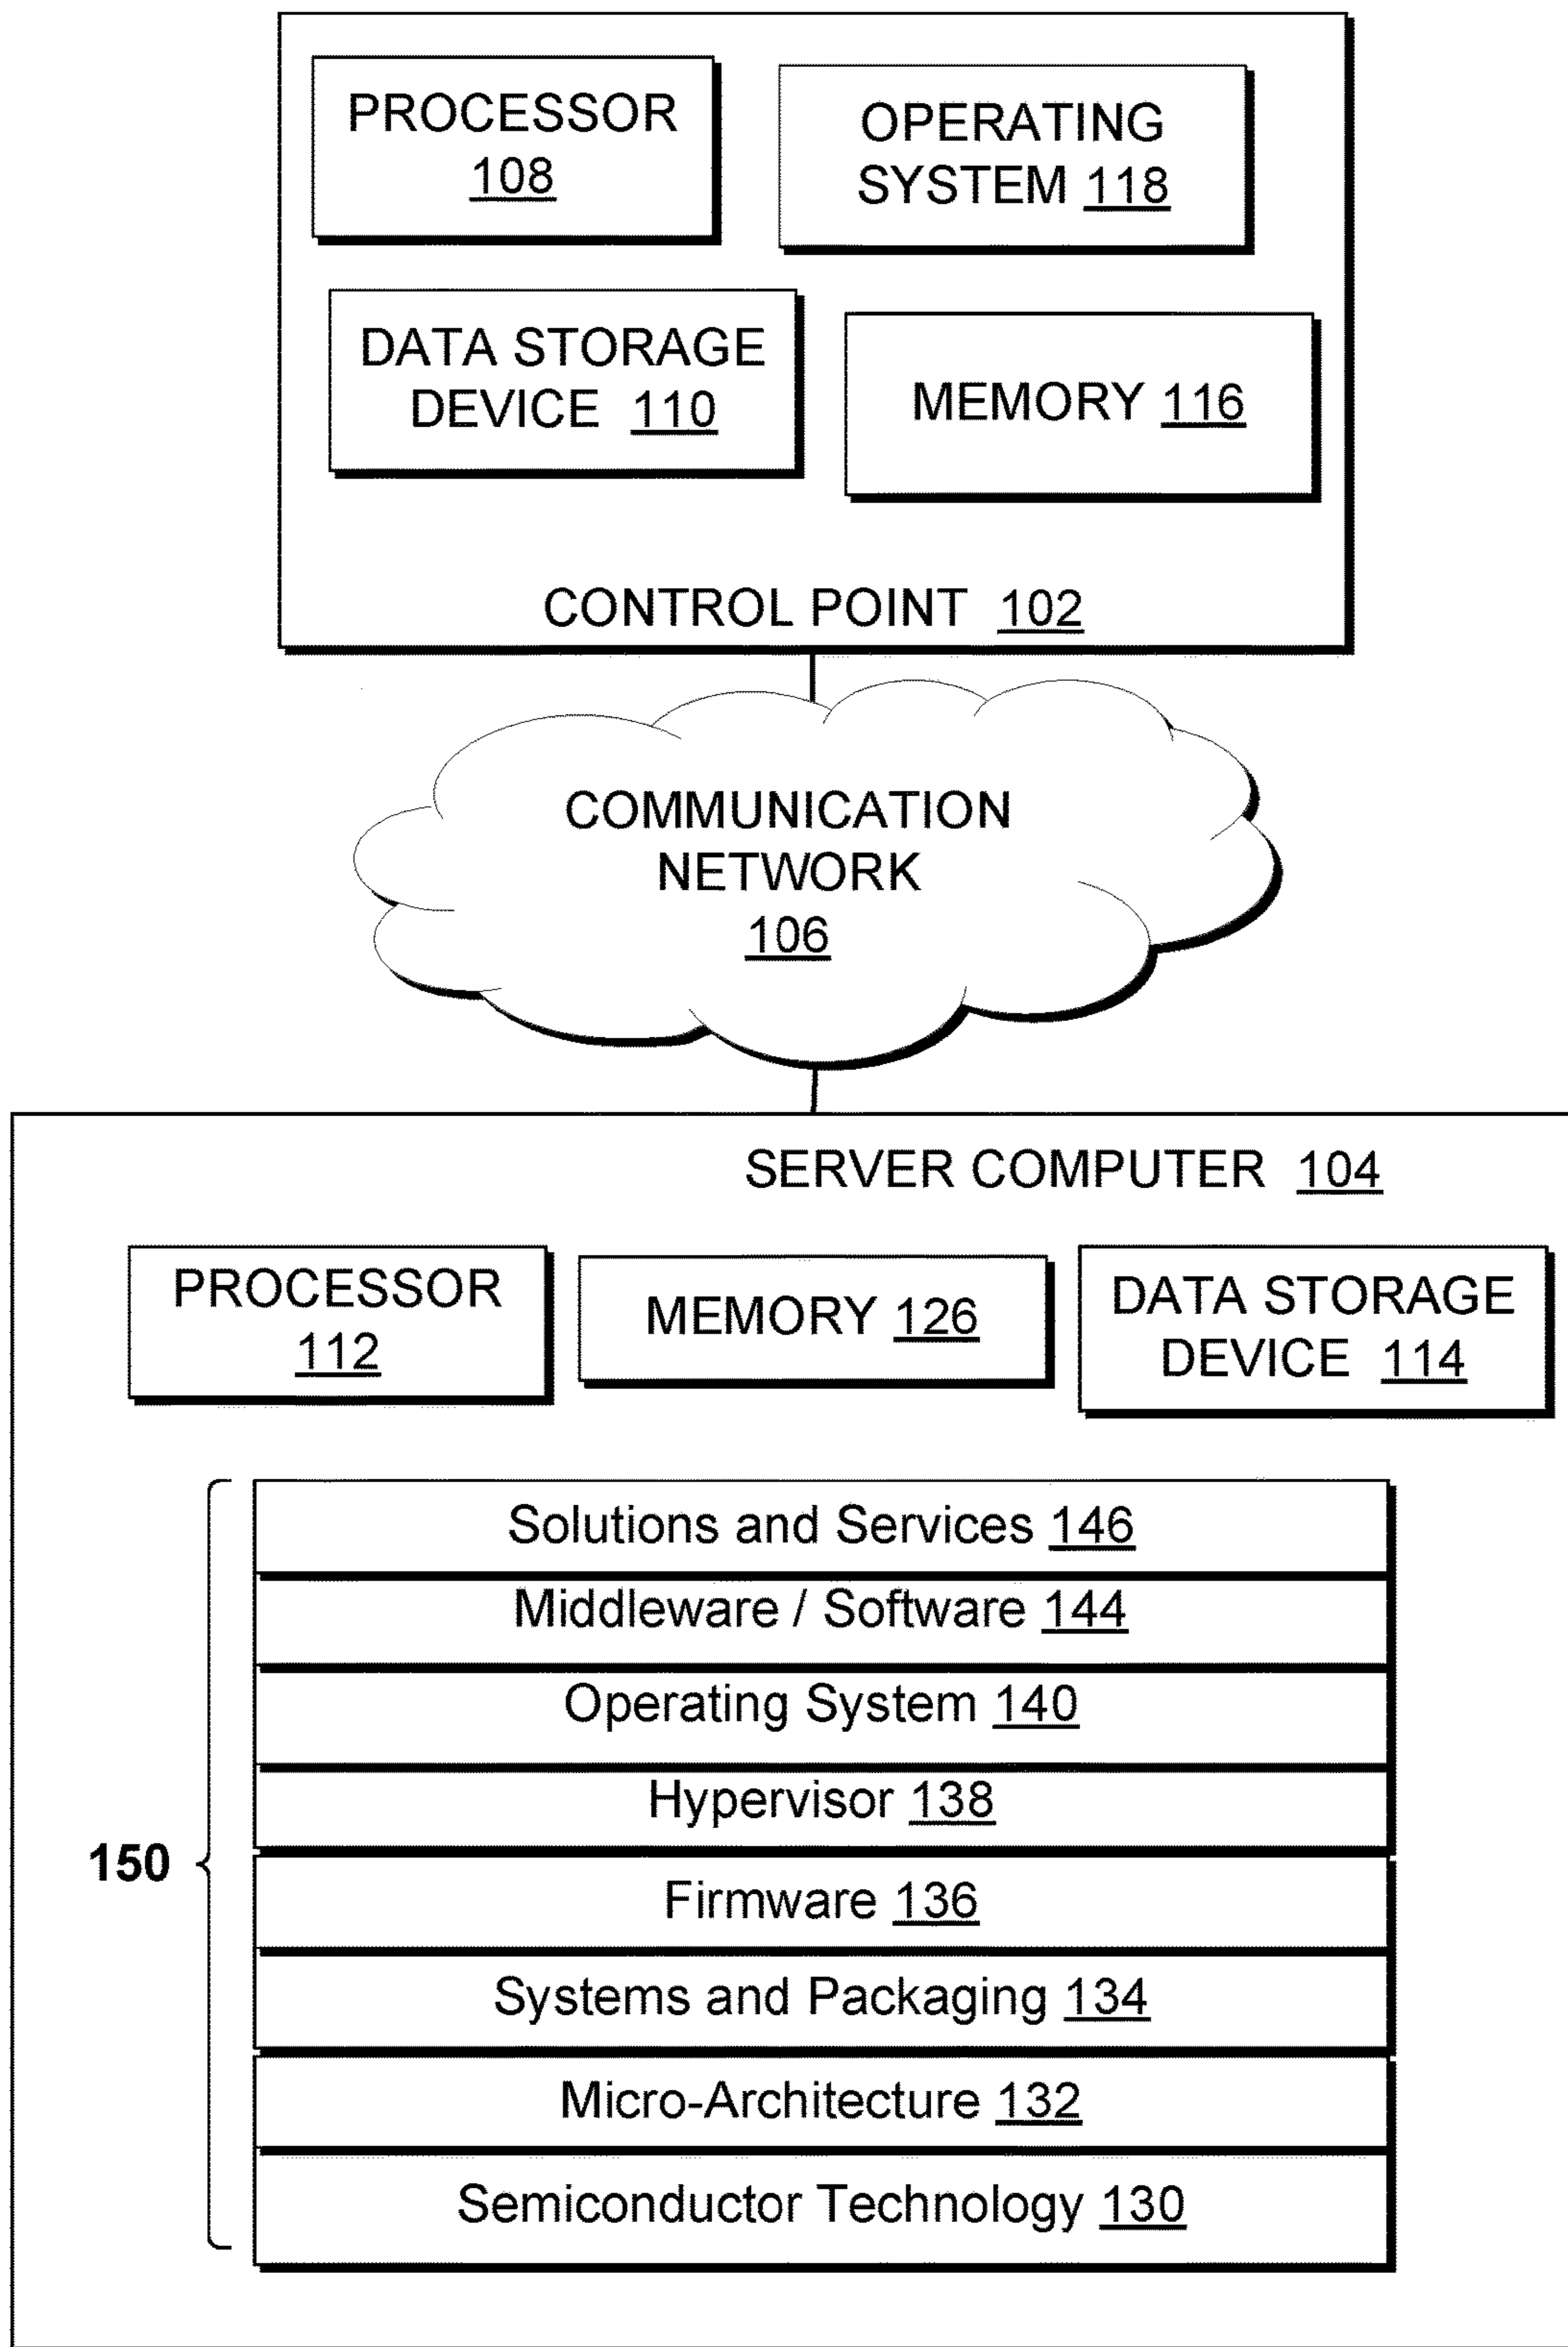 PROCESSOR
108
OPERATING
SYSTEM 118
DATA STORAGE
DEVICE 110
MEMORY 116
CONTROL POINT 102
COMMUNICATION
NETWORK
106
SERVER COMPUTER 104
PROCESSOR
112
MEMORY 126
DATA STORAGE
DEVICE 114
Solutions and Services 146
Middleware / Software 144
Operating System 140
Hypervisor 138
150
Firmware 136
Systems and Packaging 134
Micro-Architecture 132
Semiconductor Technology 130